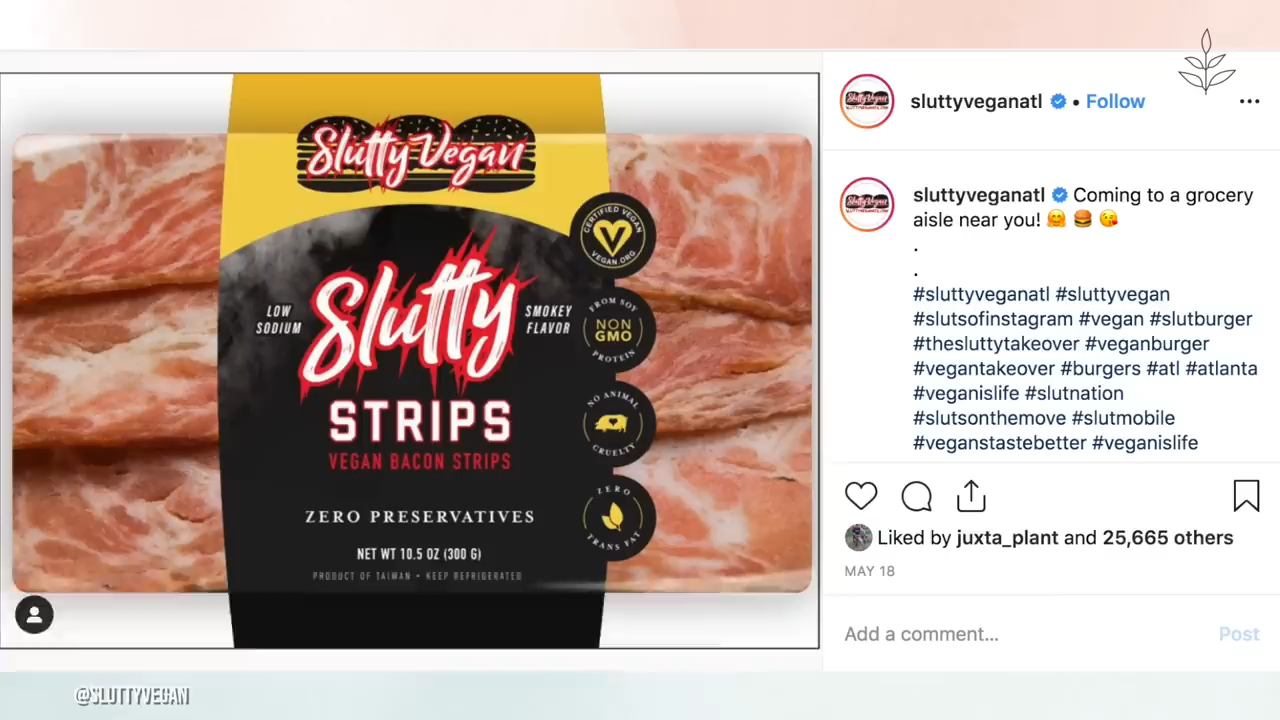 Slutty Vegan
CERTIFIED VEGAN
VEGAN.ORG
Slutty
LOW
SODIUM
SMOKEY
FLAVOR
FROM SOY
NON
GMO
PROTEIN
STRIPS
VEGAN BACON STRIPS
NO ANIMAL
CRUELTY
ZERO PRESERVATIVES
ZERO
TRANS FAT
NET WT 10.5 OZ (300 G)
PRODUCT OF TAIWAN • KEEP REFRIGERATED
@SLUTTYVEGAN
sluttyveganatl • Follow
sluttyveganatl Coming to a grocery
aisle near you! 🤗 🍔 😘
.
.
#sluttyveganatl #sluttyvegan
#slutsofinstagram #vegan #slutburger
#thesluttytakeover #veganburger
#vegantakeover #burgers #atl #atlanta
#veganislife #slutnation
#slutsonthemove #slutmobile
#veganstastebetter #veganislife
Liked by juxta_plant and 25,665 others
MAY 18
Add a comment...
Post